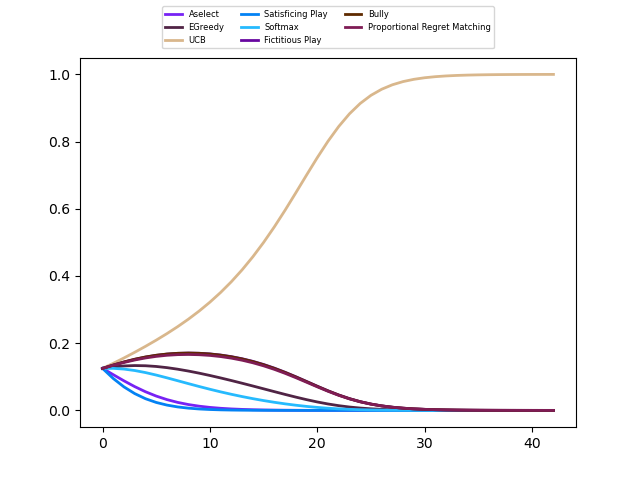 Aselect
EGreedy
UCB
Satisficing Play
Softmax
Fictitious Play
Bully
Proportional Regret Matching
1.0
0.8
0.6
0.4
0.2
0.0
0
10
20
30
40